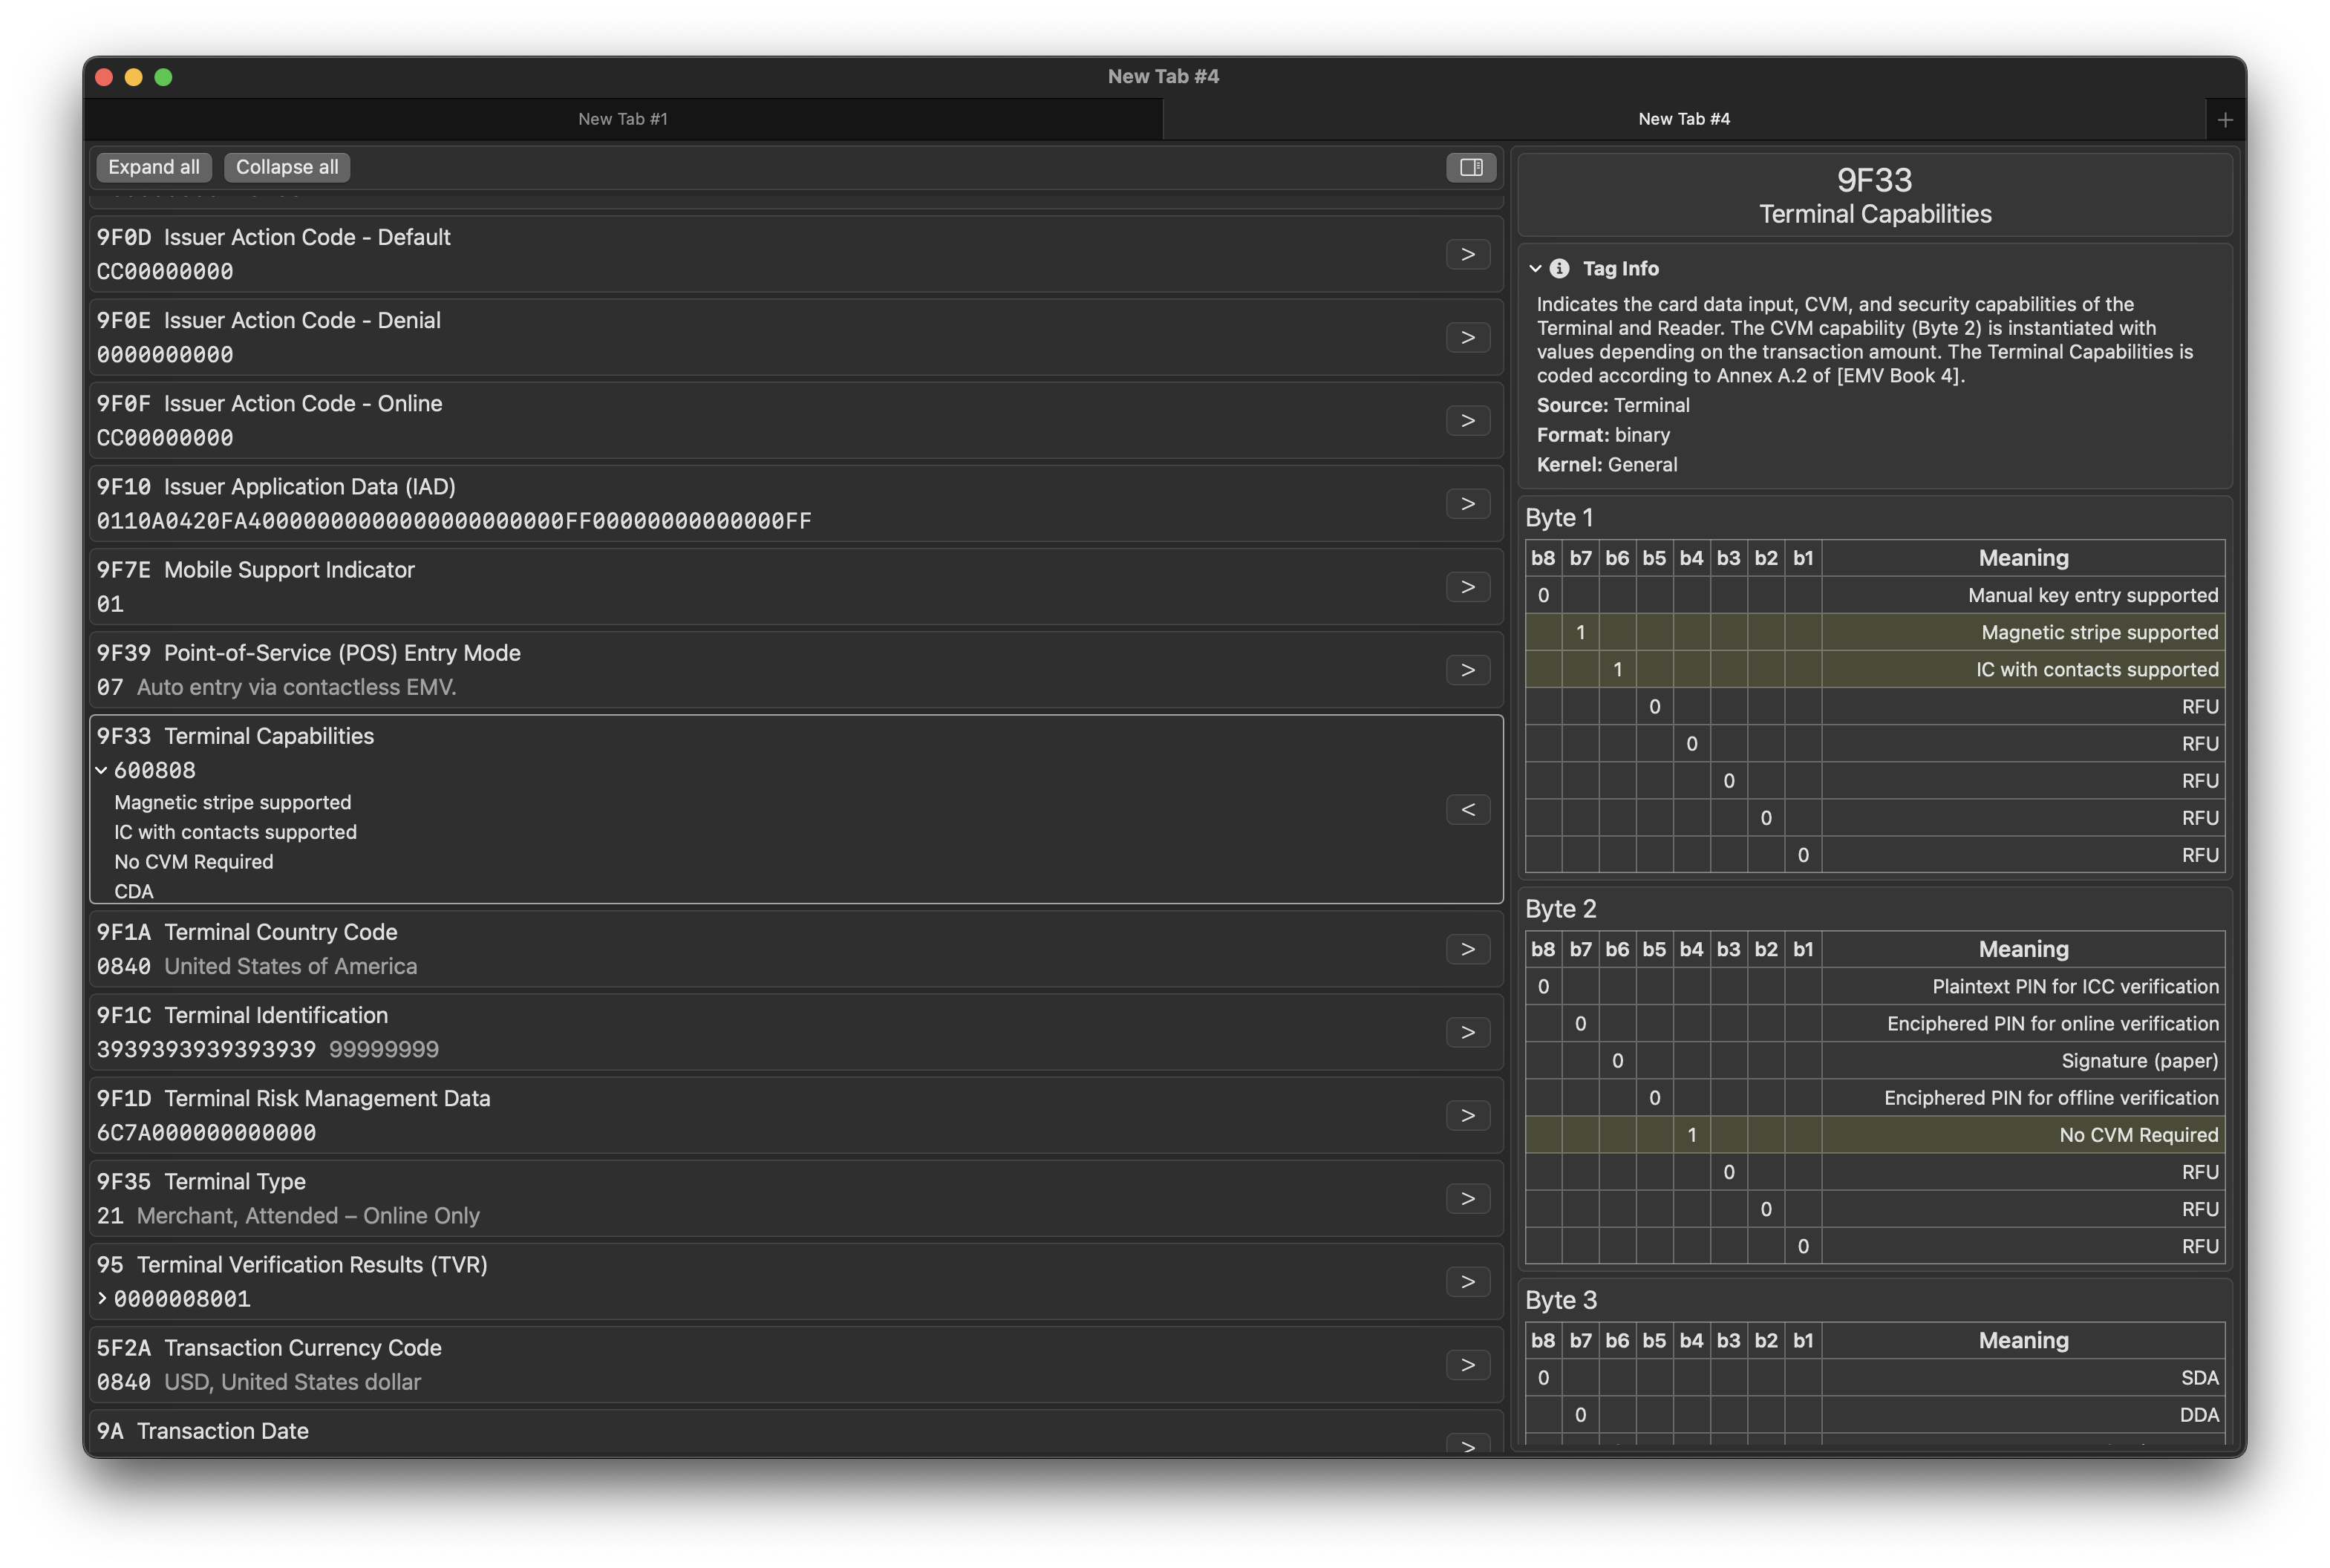 New Tab #4
New Tab #1
New Tab #4
+
Expand all
Collapse all
9F0D Issuer Action Code - Default
CC00000000
>
9F0E Issuer Action Code - Denial
0000000000
>
9F0F Issuer Action Code - Online
CC00000000
>
9F10 Issuer Application Data (IAD)
0110A0420FA400000000000000000000FF00000000000000FF
>
9F7E Mobile Support Indicator
01
>
9F39 Point-of-Service (POS) Entry Mode
07 Auto entry via contactless EMV.
>
9F33 Terminal Capabilities
600808
Magnetic stripe supported
IC with contacts supported
No CVM Required
CDA
<
9F1A Terminal Country Code
0840 United States of America
>
9F1C Terminal Identification
3939393939393939 99999999
>
9F1D Terminal Risk Management Data
6C7A000000000000
>
9F35 Terminal Type
21 Merchant, Attended – Online Only
>
95 Terminal Verification Results (TVR)
0000008001
>
5F2A Transaction Currency Code
0840 USD, United States dollar
>
9A Transaction Date
>
9F33
Terminal Capabilities
Tag Info
Indicates the card data input, CVM, and security capabilities of the
Terminal and Reader. The CVM capability (Byte 2) is instantiated with
values depending on the transaction amount. The Terminal Capabilities is
coded according to Annex A.2 of [EMV Book 4].
Source: Terminal
Format: binary
Kernel: General
Byte 1
b8 b7 b6 b5 b4 b3 b2 b1 Meaning
0 Manual key entry supported
1 Magnetic stripe supported
1 IC with contacts supported
0 RFU
0 RFU
0 RFU
0 RFU
0 RFU
Byte 2
b8 b7 b6 b5 b4 b3 b2 b1 Meaning
0 Plaintext PIN for ICC verification
0 Enciphered PIN for online verification
0 Signature (paper)
0 Enciphered PIN for offline verification
1 No CVM Required
0 RFU
0 RFU
0 RFU
Byte 3
b8 b7 b6 b5 b4 b3 b2 b1 Meaning
0 SDA
0 DDA